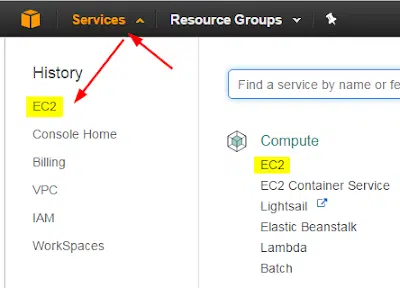 Services Resource Groups
History
EC2
Console Home
Billing
VPC
IAM
WorkSpaces
Find a service by name or fe
Compute
EC2
EC2 Container Service
Lightsail
Elastic Beanstalk
Lambda
Batch